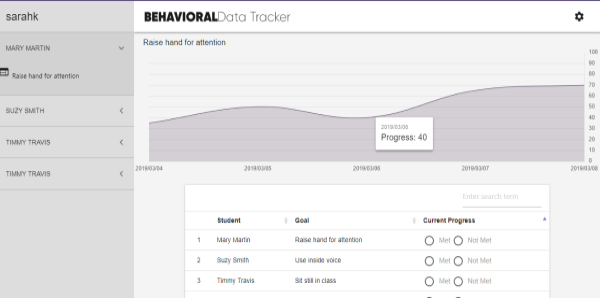 sarahk
BEHAVIORALData Tracker
MARY MARTIN
Raise hand for attention
SUZY SMITH
TIMMY TRAVIS
TIMMY TRAVIS
Raise hand for attention
100
90
80
70
60
50
40
30
20
10
0
2019/03/06
Progress: 40
2019/03/04 2019/03/05 2019/03/06 2019/03/07 2019/03/08
Enter search term
Student Goal Current Progress
1 Mary Martin Raise hand for attention Met Not Met
2 Suzy Smith Use inside voice Met Not Met
3 Timmy Travis Sit still in class Met Not Met